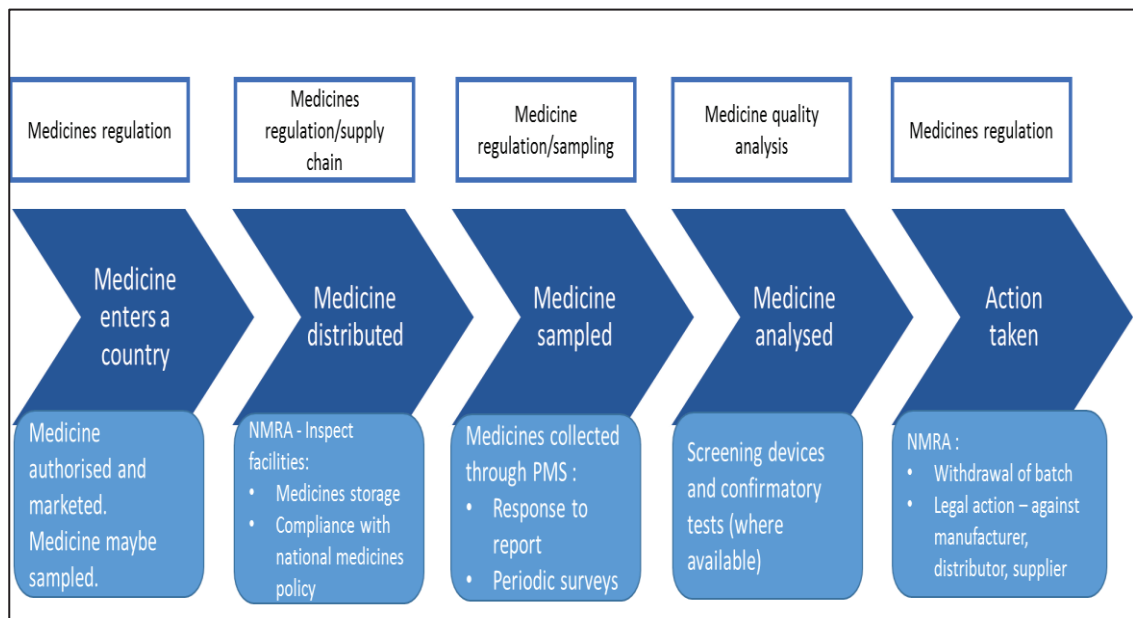 Medicines regulation
Medicines
regulation/supply
chain
Medicine
regulation/sampling
Medicine quality
analysis
Medicines regulation
Medicine
enters a
country
Medicine
distributed
Medicine
sampled
Medicine
analysed
Action
taken
Medicine
authorised and
marketed.
Medicine maybe
sampled.
NMRA - Inspect
facilities:
• Medicines storage
• Compliance with
national medicines
policy
Medicines collected
through PMS :
• Response to
report
• Periodic surveys
Screening devices
and confirmatory
tests (where
available)
NMRA :
• Withdrawal of batch
• Legal action – against
manufacturer,
distributor, supplier